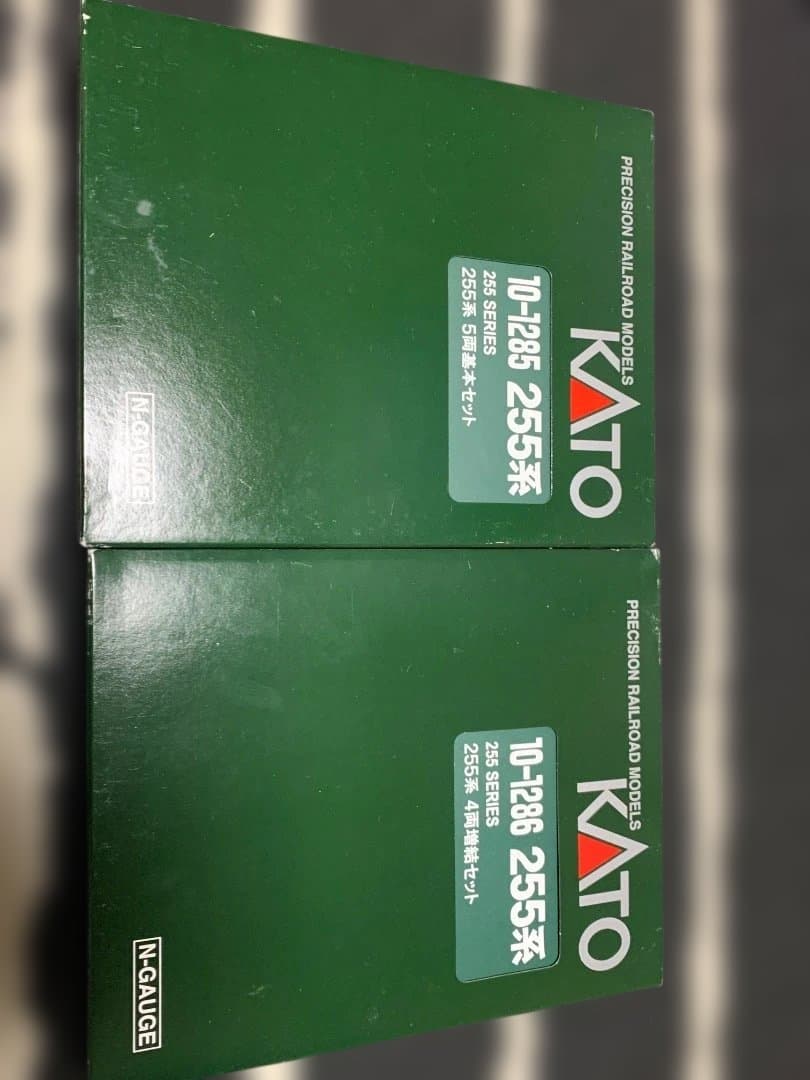 PRECISION RAILROAD MODELS
KATO
10-1285 255系
255 SERIES
255系 5両基本セット
N-GAUGE
PRECISION RAILROAD MODELS
KATO
10-1286 255系
255 SERIES
255系 4両増結セット
N-GAUGE